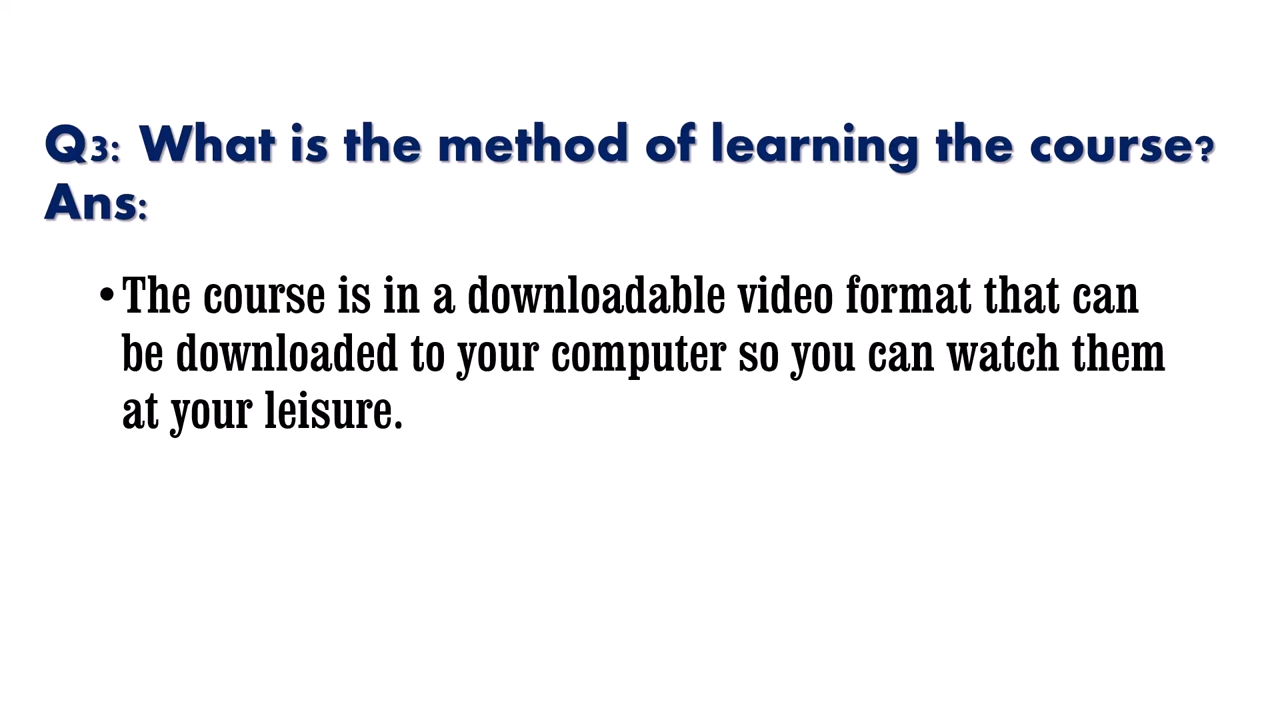 Q3: What is the method of learning the course?
Ans:
• The course is in a downloadable video format that can
be downloaded to your computer so you can watch them
at your leisure.